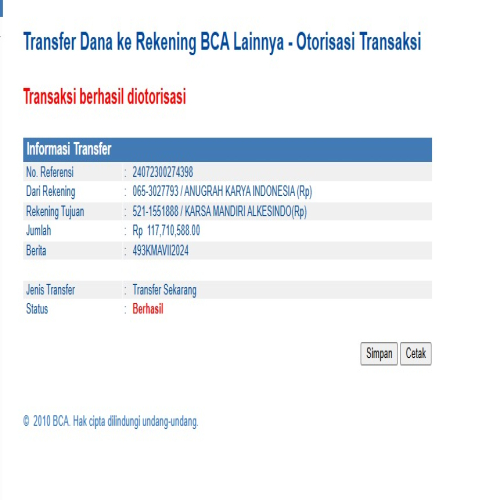 Transfer Dana ke Rekening BCA Lainnya - Otorisasi Transaksi
Transaksi berhasil diotorisasi
Informasi Transfer
No. Referensi : 24072300274398
Dari Rekening : 065-3027793 / ANUGRAH KARYA INDONESIA (Rp)
Rekening Tujuan : 521-1551888 / KARSA MANDIRI ALKESINDO(Rp)
Jumlah : Rp 117,710,588.00
Berita : 493KMAVII2024
Jenis Transfer : Transfer Sekarang
Status : Berhasil
Simpan Cetak
© 2010 BCA. Hak cipta dilindungi undang-undang.